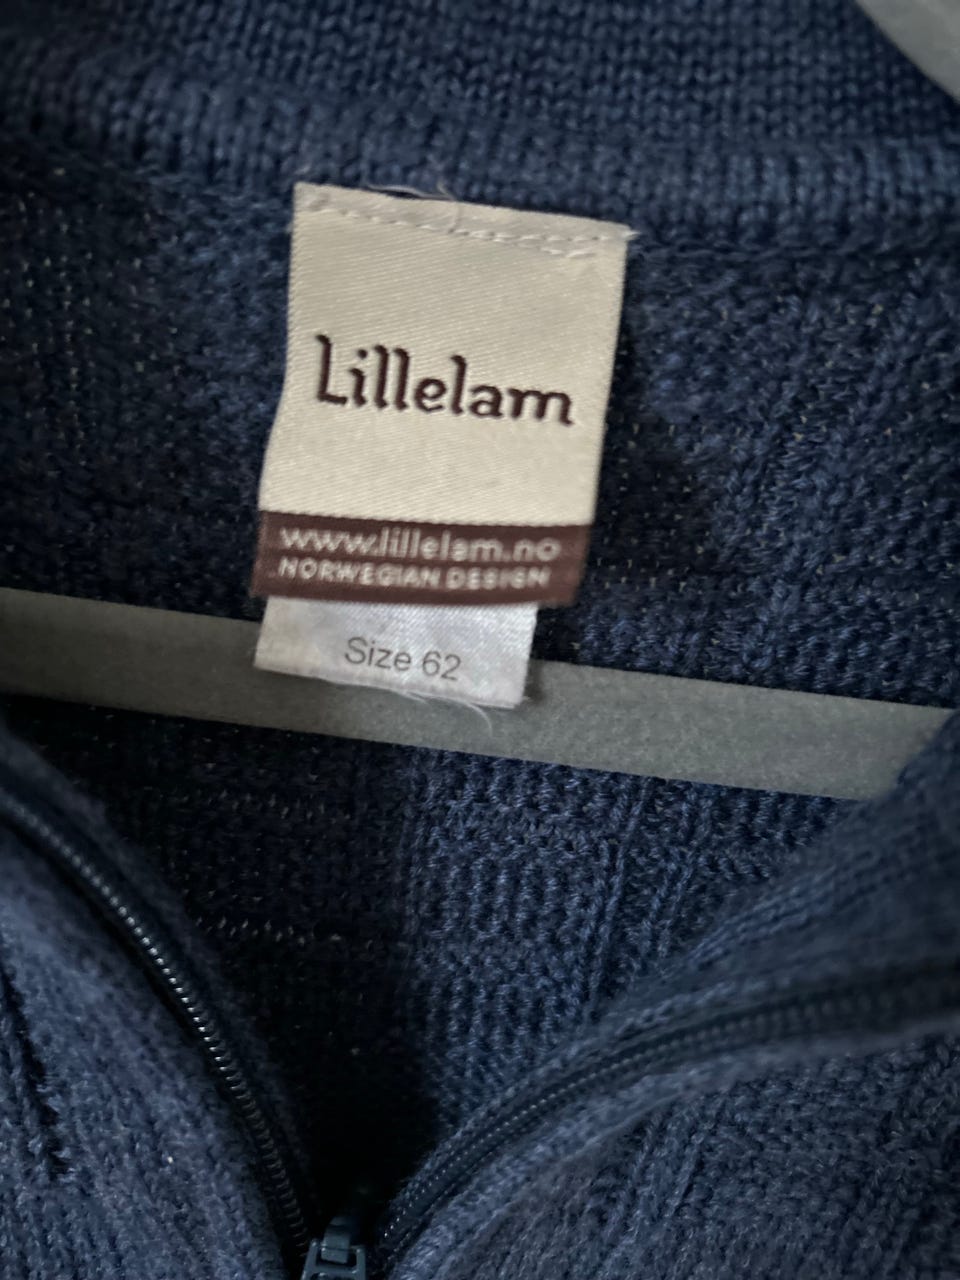 Lillelam
www.lillelam.no
NORWEGIAN DESIGN
Size 62